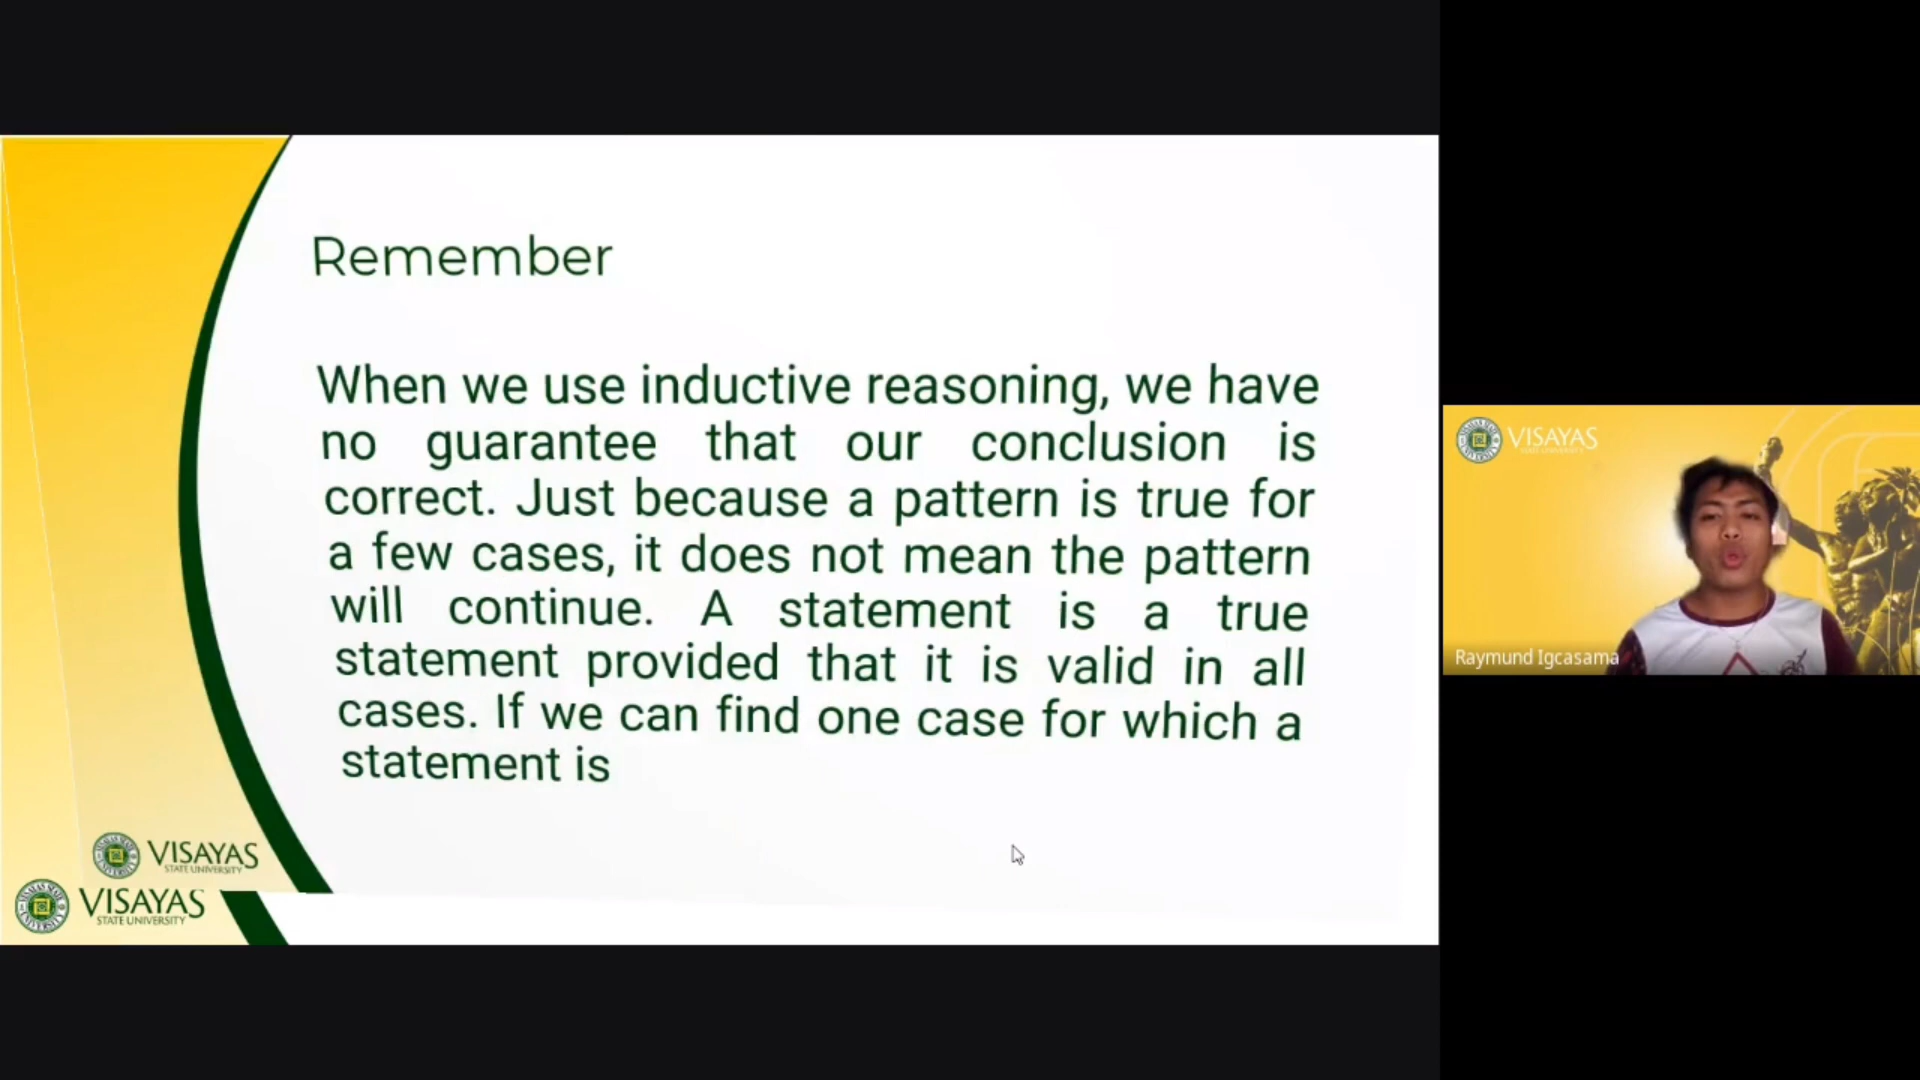 Remember
When we use inductive reasoning, we have
no guarantee that our conclusion is
correct. Just because a pattern is true for
a few cases, it does not mean the pattern
will continue. A statement is a true
statement provided that it is valid in all
cases. If we can find one case for which a
statement is
VISAYAS
STATE UNIVERSITY
VISAYAS
STATE UNIVERSITY
VISAYAS
STATE UNIVERSITY
Raymund Igcasama